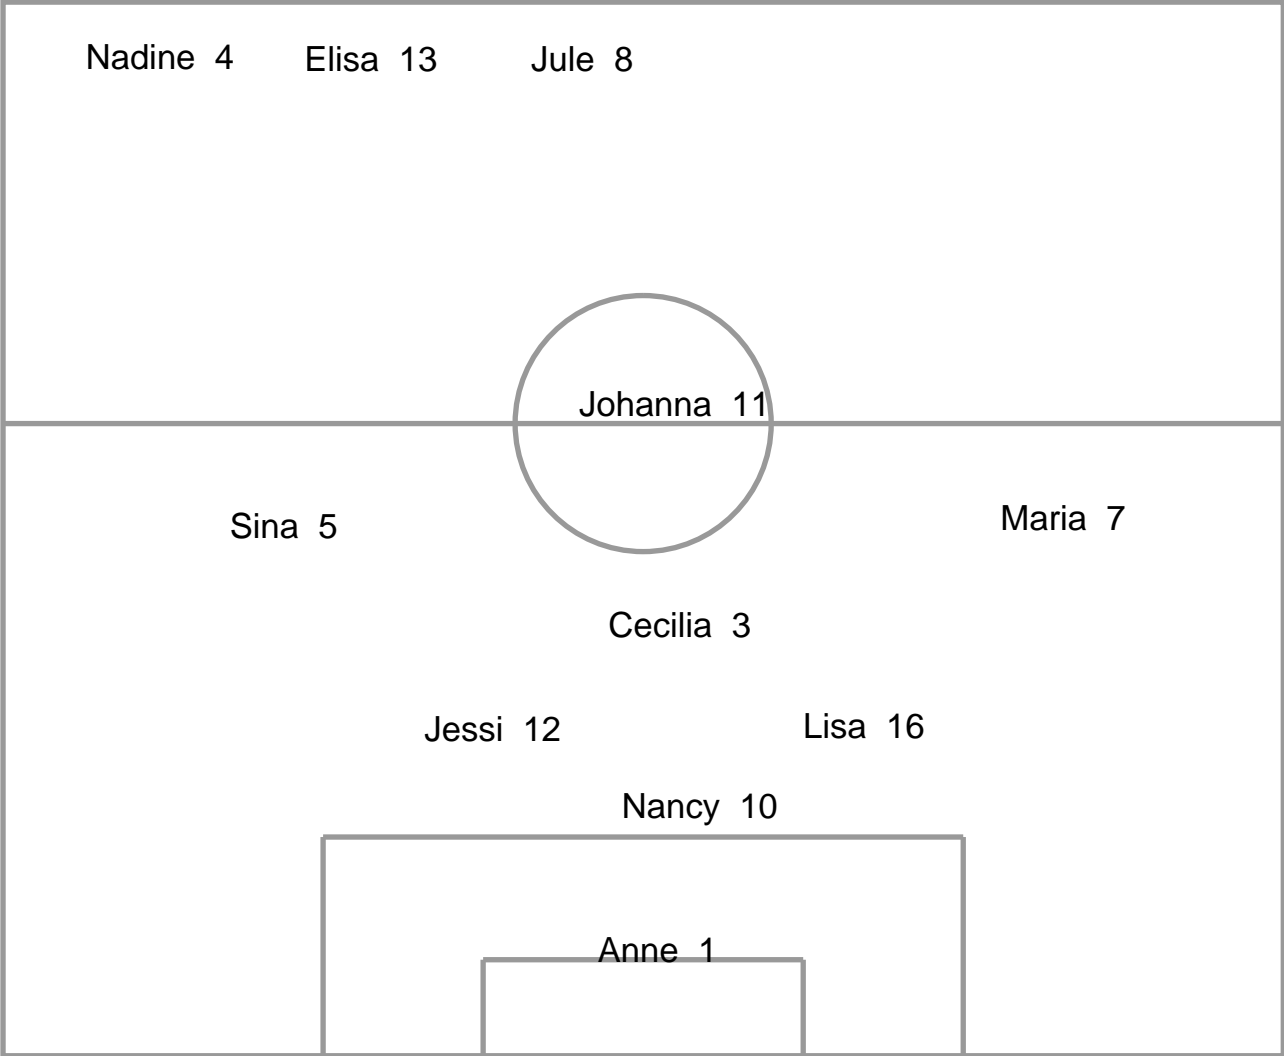 Nadine 4 Elisa 13 Jule 8
Johanna 11
Sina 5 Maria 7
Cecilia 3
Jessi 12 Lisa 16
Nancy 10
Anne 1